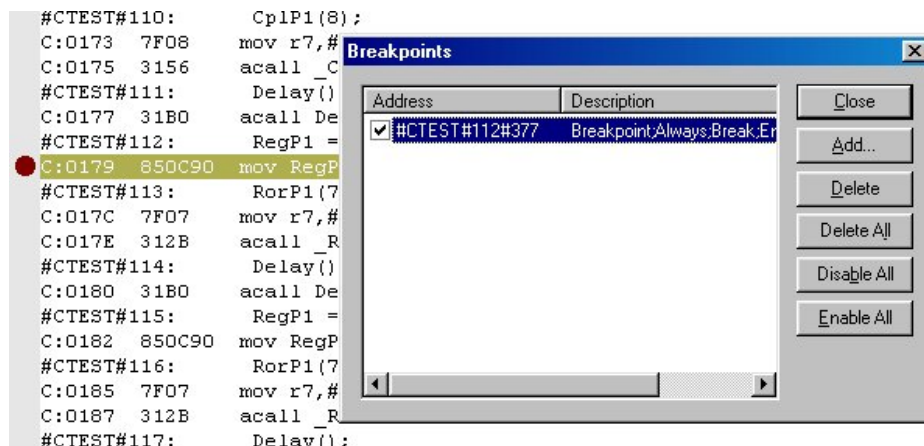 #CTEST#110: CplP1(8);
C:0173 7F08 mov r7,#
C:0175 3156 acall _C
#CTEST#111: Delay()
C:0177 31B0 acall De
#CTEST#112: RegP1 =
C:0179 850C90 mov RegP
#CTEST#113: RorP1(7
C:017C 7F07 mov r7,#
C:017E 312B acall _R
#CTEST#114: Delay()
C:0180 31B0 acall De
#CTEST#115: RegP1 =
C:0182 850C90 mov RegP
#CTEST#116: RorP1(7
C:0185 7F07 mov r7,#
C:0187 312B acall _R
#CTEST#117: Delay();
Breakpoints
Address Description
#CTEST#112#377 Breakpoint;Always;Break;En
Close
Add...
Delete
Delete All
Disable All
Enable All